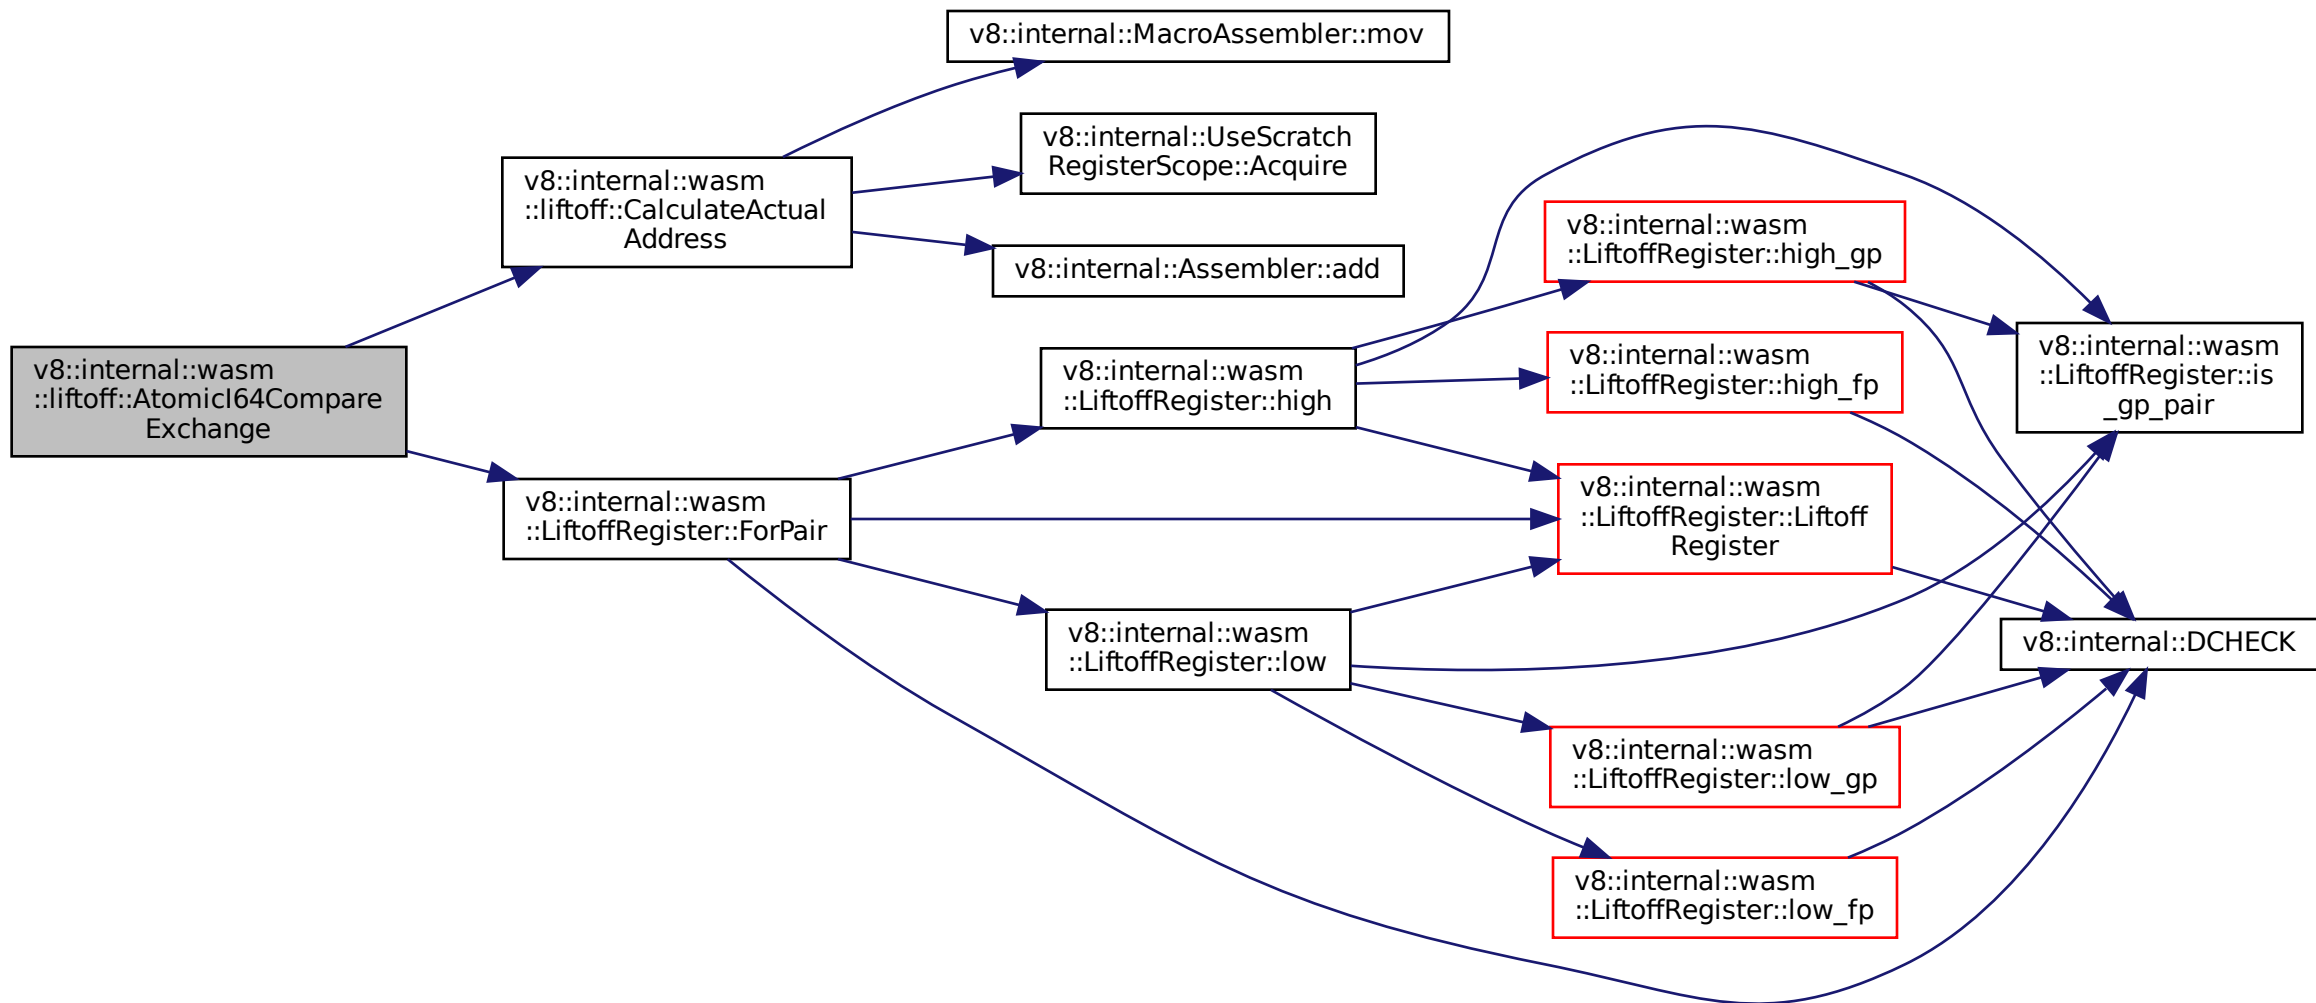 v8::internal::MacroAssembler::mov
v8::internal::UseScratch
RegisterScope::Acquire
v8::internal::wasm
::liftoff::CalculateActual
Address
v8::internal::Assembler::add
v8::internal::wasm
::LiftoffRegister::high_gp
v8::internal::wasm
::LiftoffRegister::high_fp
v8::internal::wasm
::LiftoffRegister::is
_gp_pair
v8::internal::wasm
::liftoff::AtomicI64Compare
Exchange
v8::internal::wasm
::LiftoffRegister::high
v8::internal::wasm
::LiftoffRegister::ForPair
v8::internal::wasm
::LiftoffRegister::Liftoff
Register
v8::internal::wasm
::LiftoffRegister::low
v8::internal::DCHECK
v8::internal::wasm
::LiftoffRegister::low_gp
v8::internal::wasm
::LiftoffRegister::low_fp